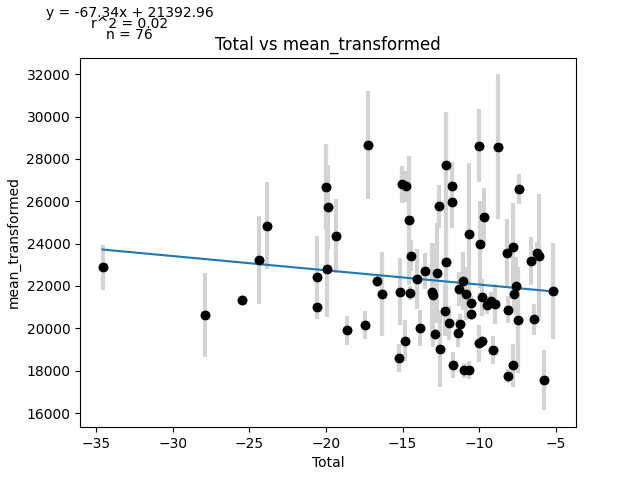 y = -67.34x + 21392.96
r^2 = 0.02
n = 76
Total vs mean_transformed
32000
30000
28000
26000
24000
22000
20000
18000
16000
mean_transformed
−35 −30 −25 −20 −15 −10 −5
Total